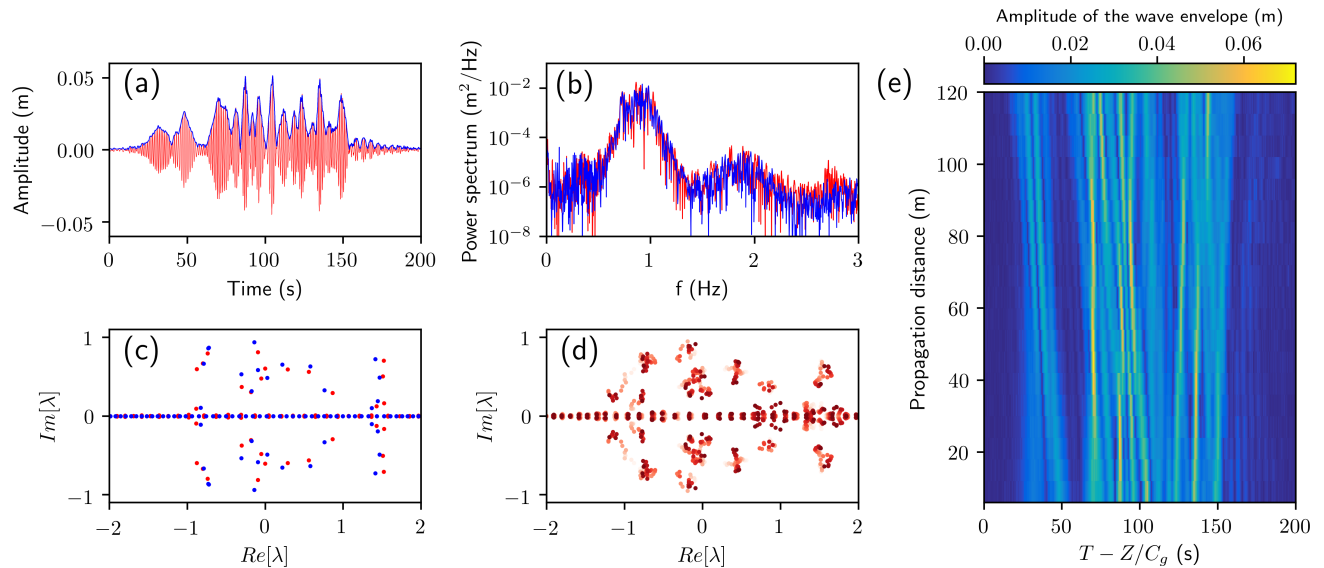 (a)
0.05
0.00
−0.05
Amplitude (m)
0
50
100
150
200
Time (s)
(b)
10−2
10−4
10−6
10−8
Power spectrum (m2/Hz)
0
1
2
3
f (Hz)
(c)
1
0
−1
Im[λ]
−2
−1
0
1
2
Re[λ]
(d)
1
0
−1
Im[λ]
−2
−1
0
1
2
Re[λ]
Amplitude of the wave envelope (m)
0.00
0.02
0.04
0.06
(e)
120
100
80
60
40
20
Propagation distance (m)
0
50
100
150
200
T − Z/Cg (s)